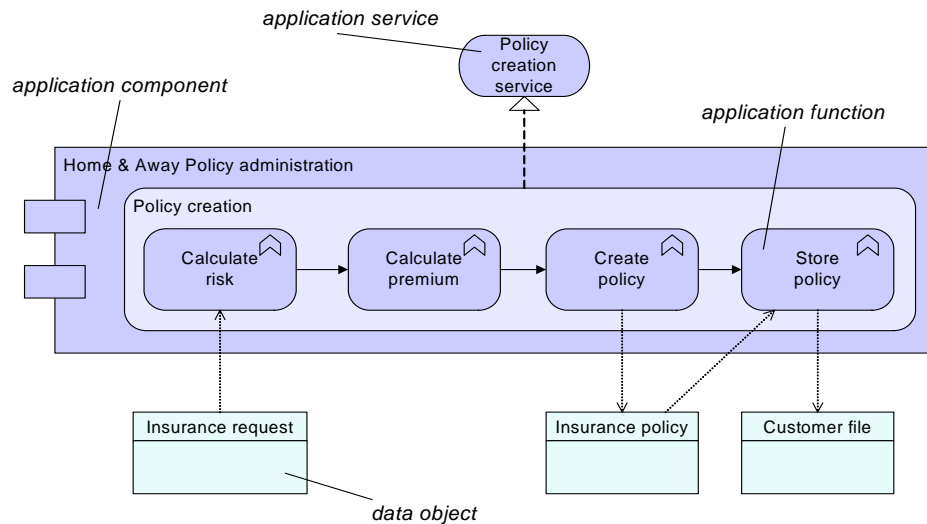 application service
Policy
creation
service
application component
application function
Home & Away Policy administration
Policy creation
Calculate
risk
Calculate
premium
Create
policy
Store
policy
Insurance request
Insurance policy
Customer file
data object